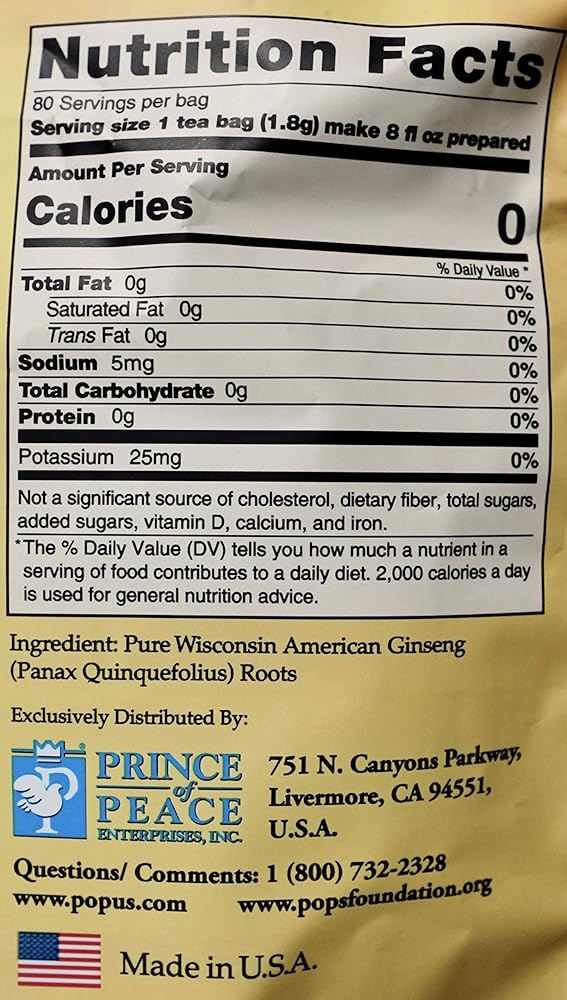 Nutrition Facts
80 Servings per bag
Serving size 1 tea bag (1.8g) make 8 fl oz prepared
Amount Per Serving
Calories 0
% Daily Value *
Total Fat 0g 0%
Saturated Fat 0g 0%
Trans Fat 0g 0%
Sodium 5mg 0%
Total Carbohydrate 0g 0%
Protein 0g 0%
Potassium 25mg 0%
Not a significant source of cholesterol, dietary fiber, total sugars,
added sugars, vitamin D, calcium, and iron.
*The % Daily Value (DV) tells you how much a nutrient in a
serving of food contributes to a daily diet. 2,000 calories a day
is used for general nutrition advice.
Ingredient: Pure Wisconsin American Ginseng
(Panax Quinquefolius) Roots
Exclusively Distributed By:
PRINCE
of
PEACE
ENTERPRISES, INC.
®
751 N. Canyons Parkway,
Livermore, CA 94551,
U.S.A.
Questions/ Comments: 1 (800) 732-2328
www.popus.com www.popsfoundation.org
Made in U.S.A.